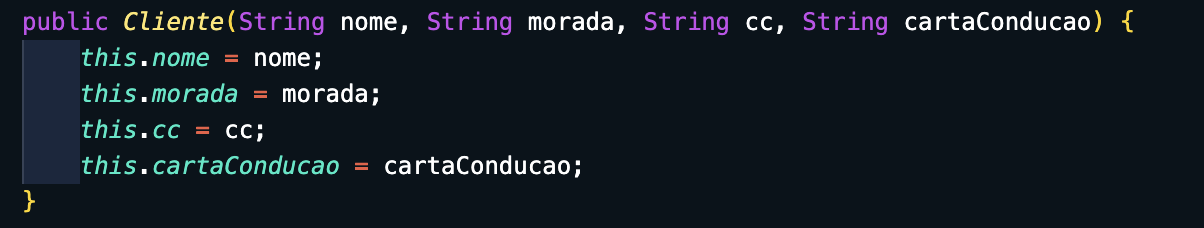 public Cliente(String nome, String morada, String cc, String cartaConducao) {
    this.nome = nome;
    this.morada = morada;
    this.cc = cc;
    this.cartaConducao = cartaConducao;
}